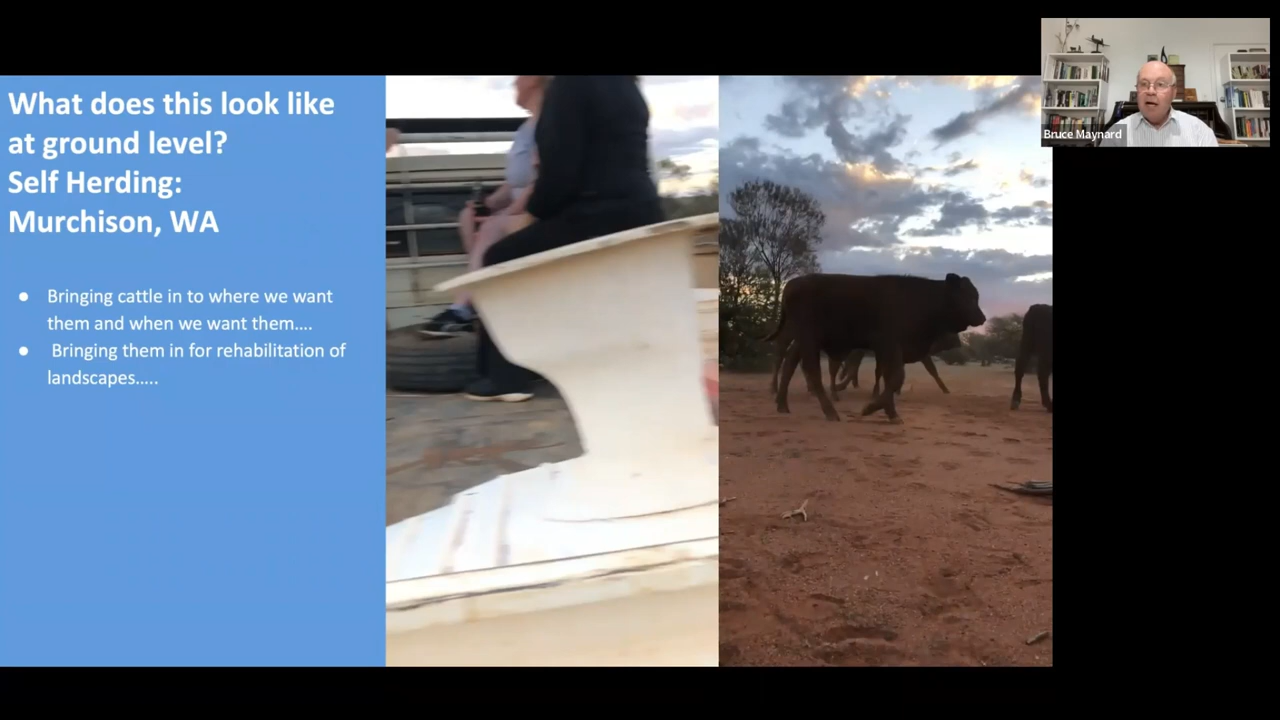 What does this look like
at ground level?
Self Herding:
Murchison, WA
● Bringing cattle in to where we want
them and when we want them....
● Bringing them in for rehabilitation of
landscapes.....
Bruce Maynard